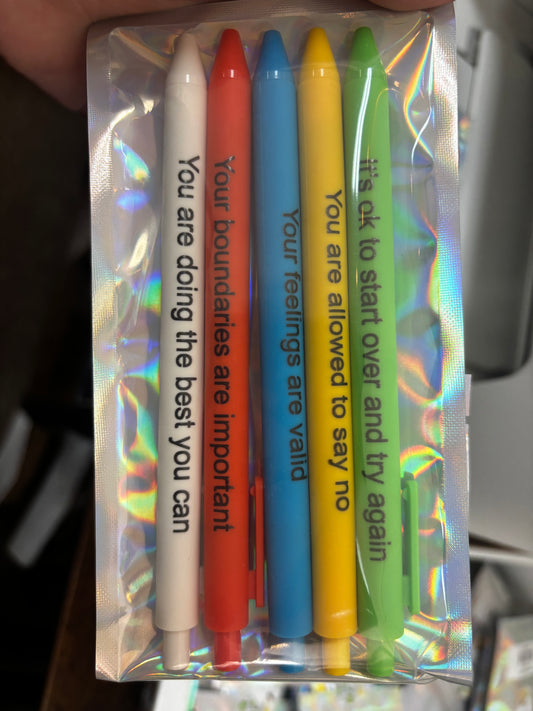 You are doing the best you can
Your boundaries are important
Your feelings are valid
You are allowed to say no
It's ok to start over and try again